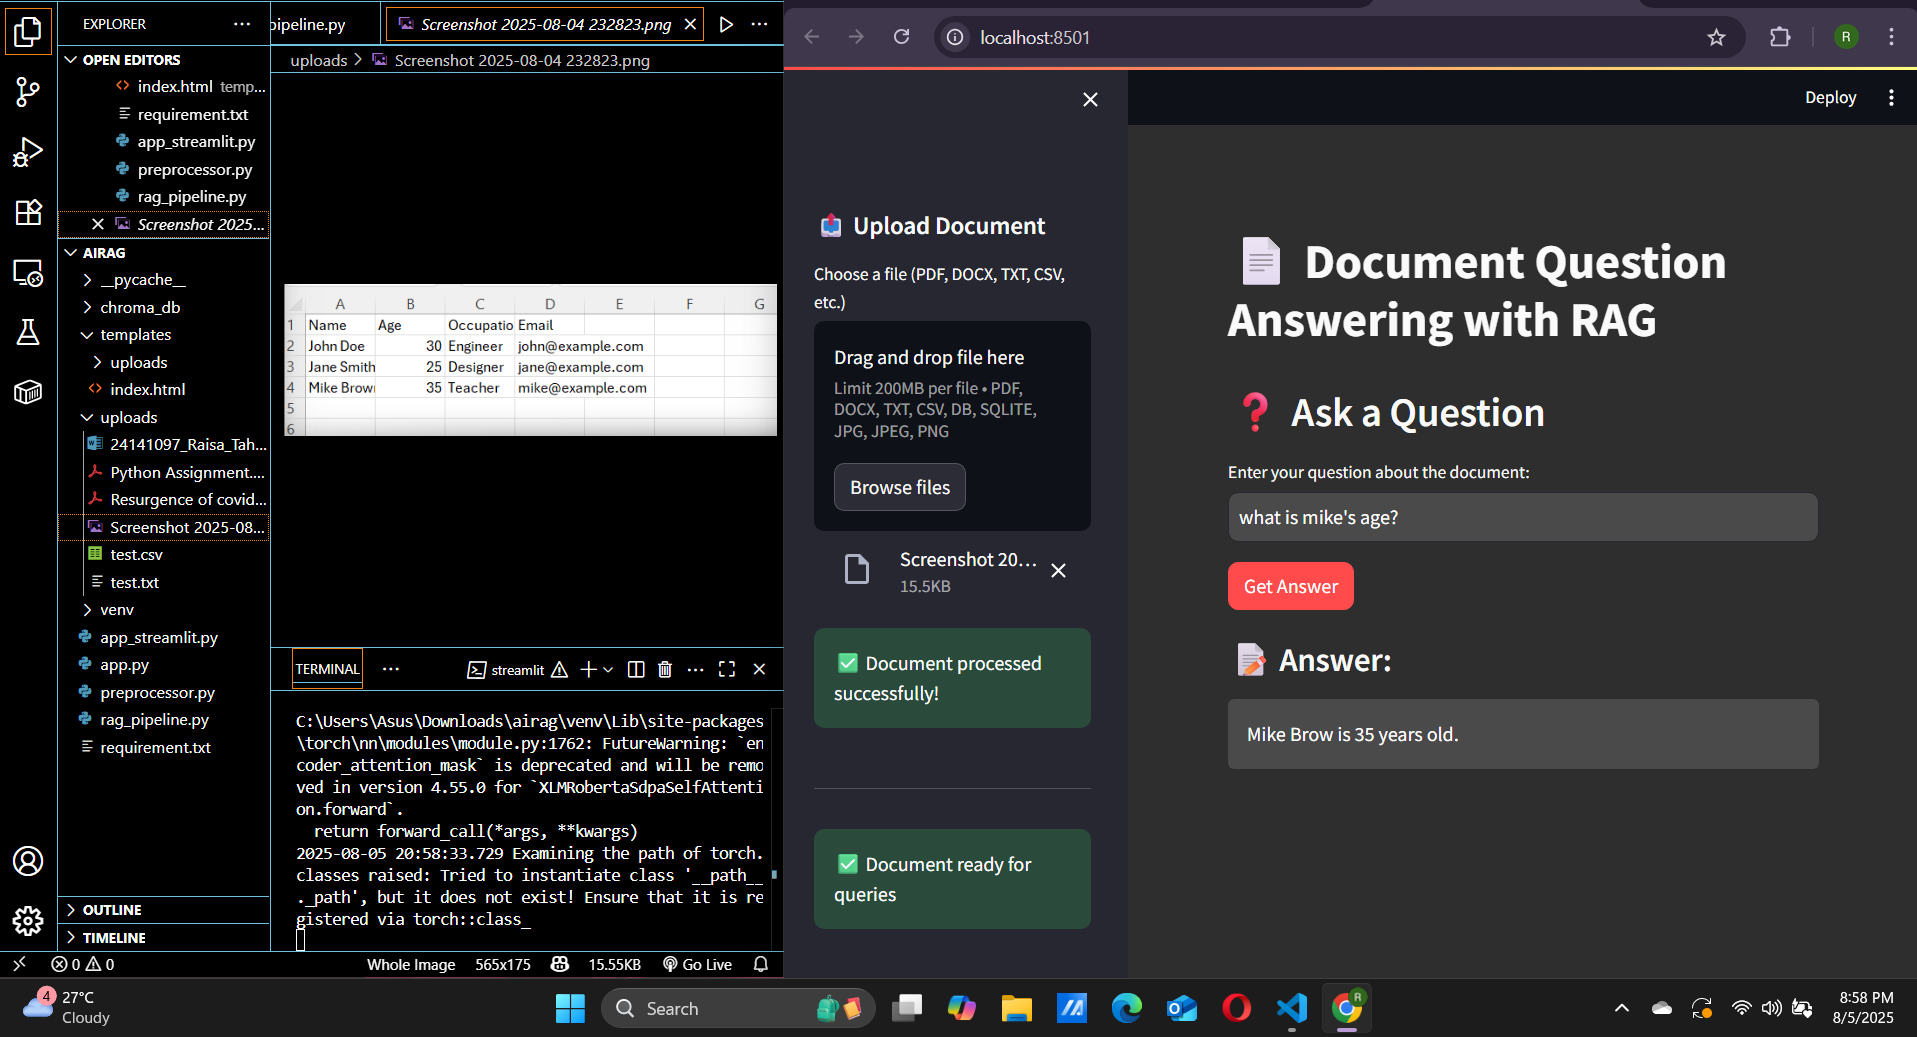 EXPLORER
OPEN EDITORS
index.html temp...
requirement.txt
app_streamlit.py
preprocessor.py
rag_pipeline.py
Screenshot 2025...
AIRAG
__pycache__
chroma_db
templates
uploads
index.html
uploads
24141097_Raisa_Tah...
Python Assignment....
Resurgence of covid...
Screenshot 2025-08...
test.csv
test.txt
venv
app_streamlit.py
app.py
preprocessor.py
rag_pipeline.py
requirement.txt
OUTLINE
TIMELINE
pipeline.py
Screenshot 2025-08-04 232823.png
uploads > Screenshot 2025-08-04 232823.png
A B C D E F G
1 Name Age Occupatio Email
2 John Doe 30 Engineer john@example.com
3 Jane Smith 25 Designer jane@example.com
4 Mike Brow 35 Teacher mike@example.com
5
6
TERMINAL
streamlit
C:\Users\Asus\Downloads\airag\venv\Lib\site-packages
\torch\nn\modules\module.py:1762: FutureWarning: `en
coder_attention_mask` is deprecated and will be remo
ved in version 4.55.0 for `XLMRobertaSdpaSelfAttenti
on.forward`.
return forward_call(*args, **kwargs)
2025-08-05 20:58:33.729 Examining the path of torch.
classes raised: Tried to instantiate class '__path__
._path', but it does not exist! Ensure that it is re
gistered via torch::class_
0 0
Whole Image 565x175 15.55KB Go Live
localhost:8501
R
Upload Document
Choose a file (PDF, DOCX, TXT, CSV,
etc.)
Drag and drop file here
Limit 200MB per file • PDF,
DOCX, TXT, CSV, DB, SQLITE,
JPG, JPEG, PNG
Browse files
Screenshot 20...
15.5KB
Document processed
successfully!
Document ready for
queries
Deploy
Document Question
Answering with RAG
Ask a Question
Enter your question about the document:
what is mike's age?
Get Answer
Answer:
Mike Brow is 35 years old.
4
27°C
Cloudy
Search
R
8:58 PM
8/5/2025